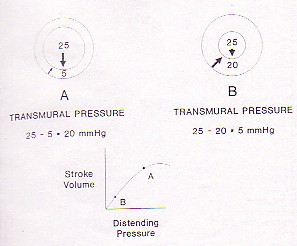 25
5
A
TRANSMURAL PRESSURE
25 - 5 = 20 mmHg
25
20
B
TRANSMURAL PRESSURE
25 - 20 = 5 mmHg
Stroke
Volume
A
B
Distending
Pressure